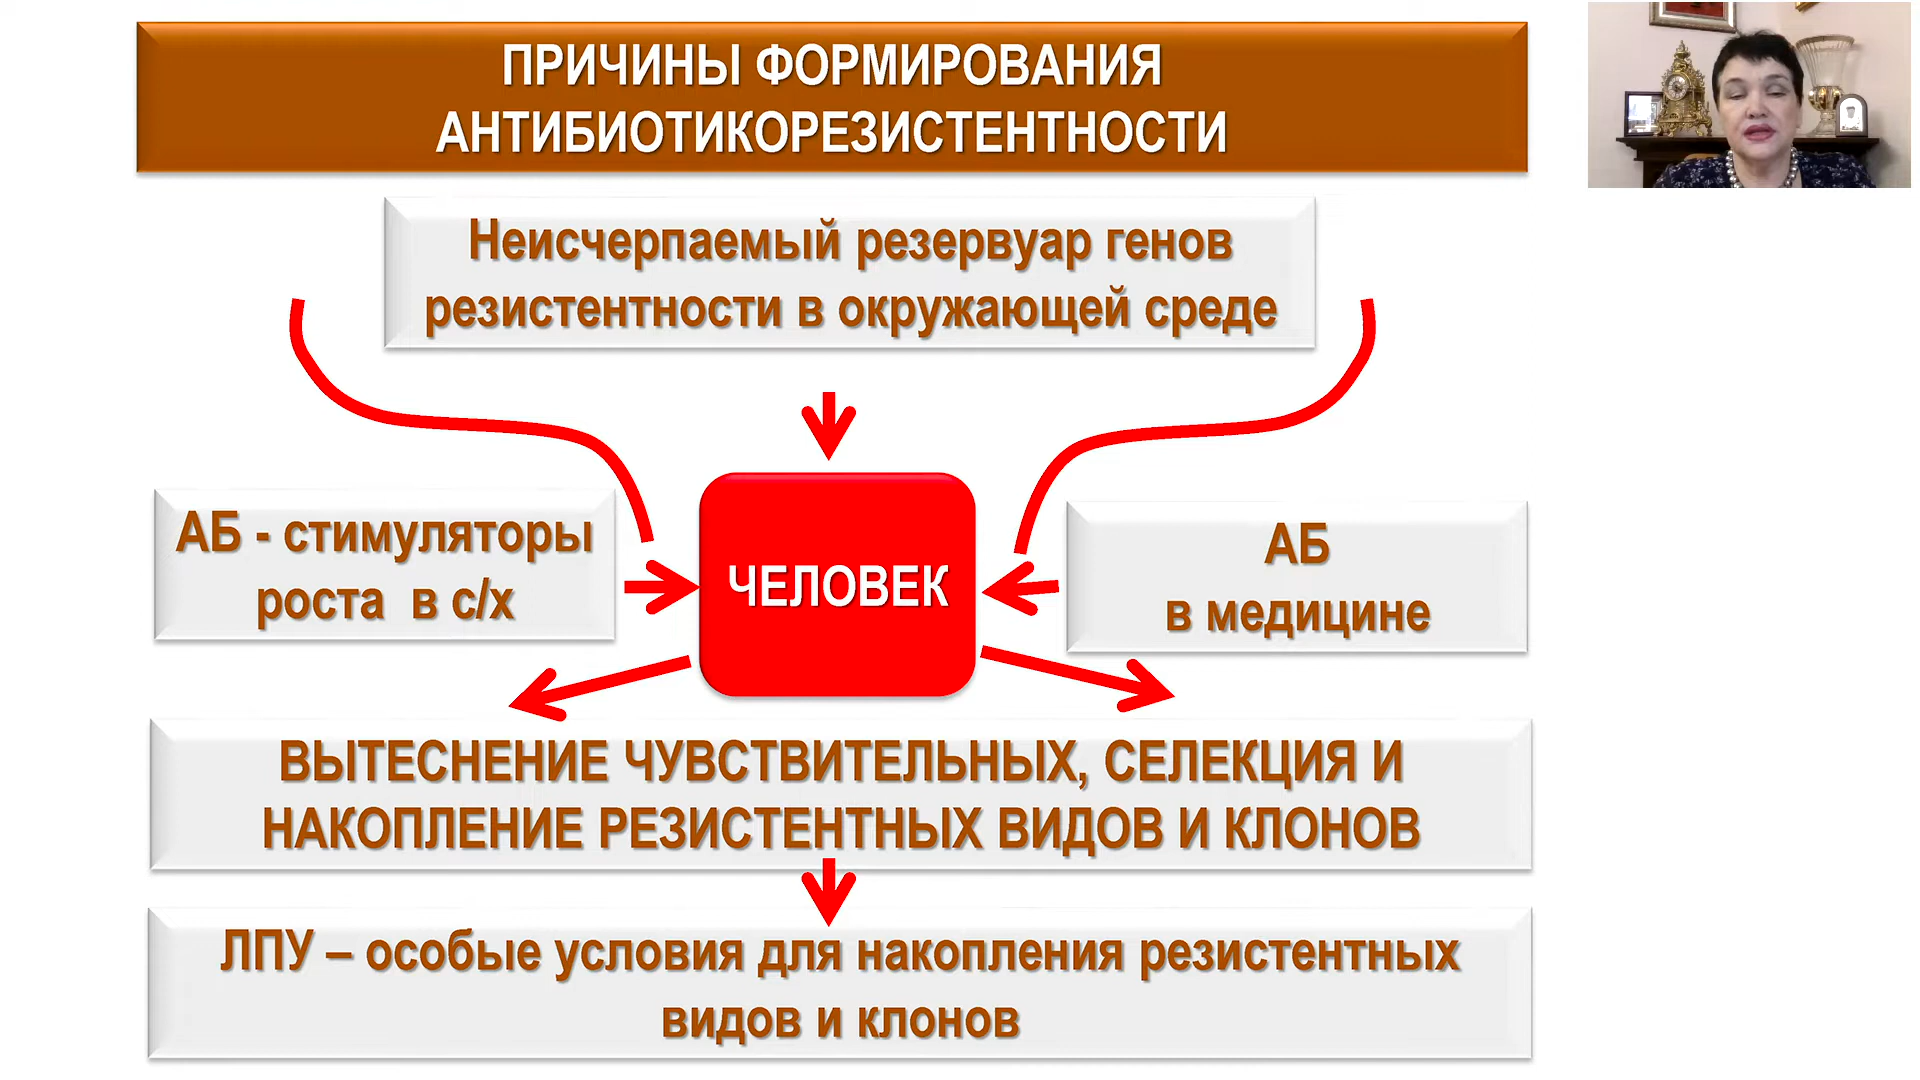 ПРИЧИНЫ ФОРМИРОВАНИЯ
АНТИБИОТИКОРЕЗИСТЕНТНОСТИ
Неисчерпаемый резервуар генов
резистентности в окружающей среде
АБ - стимуляторы
роста в с/х
ЧЕЛОВЕК
АБ
в медицине
ВЫТЕСНЕНИЕ ЧУВСТВИТЕЛЬНЫХ, СЕЛЕКЦИЯ И
НАКОПЛЕНИЕ РЕЗИСТЕНТНЫХ ВИДОВ И КЛОНОВ
ЛПУ – особые условия для накопления резистентных
видов и клонов